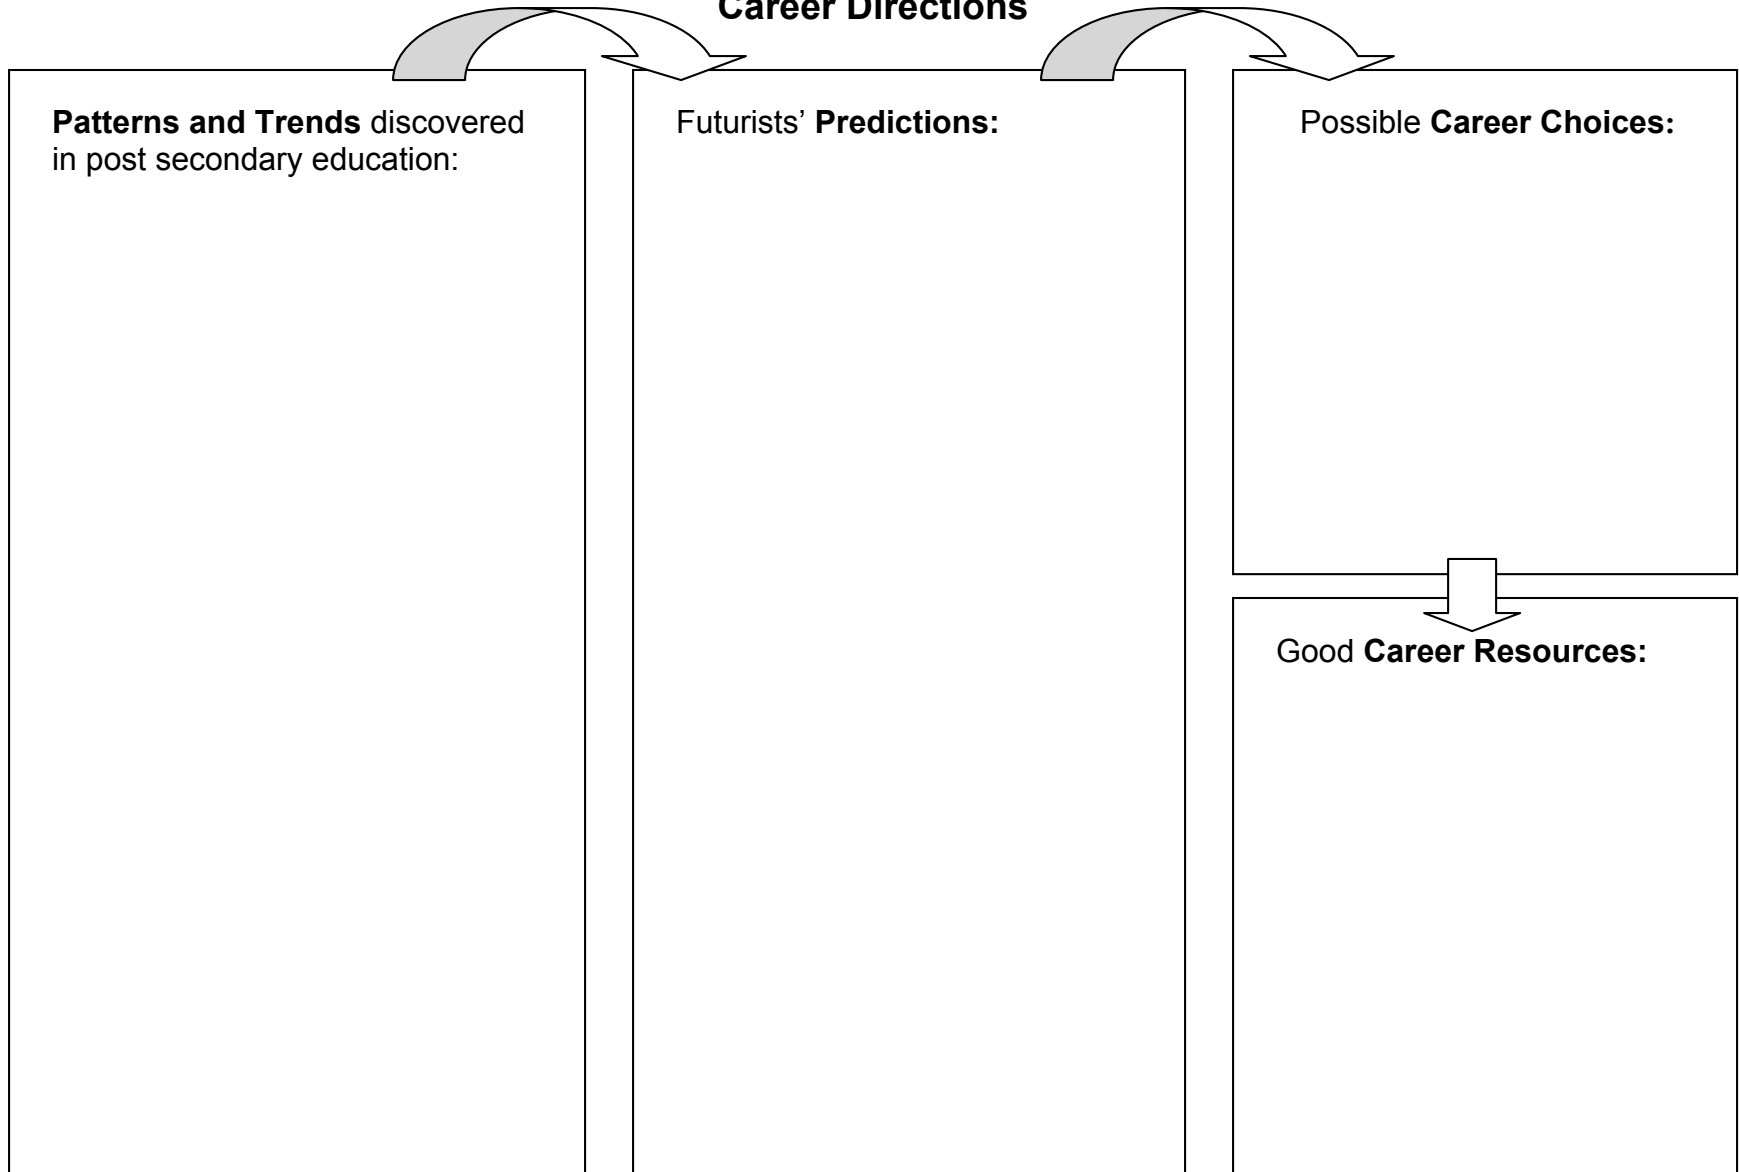 Career Directions
Patterns and Trends discovered
in post secondary education:
Futurists’ Predictions:
Possible Career Choices:
Good Career Resources: